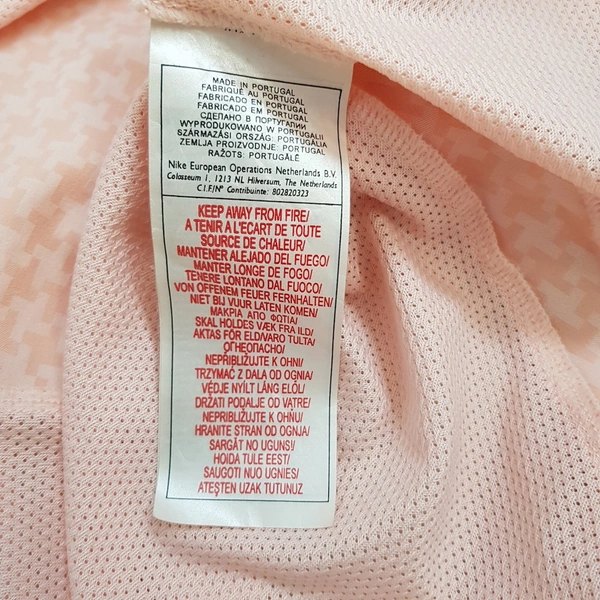 MADE IN PORTUGAL
FABRIQUÉ AU PORTUGAL
FABRICADO EN PORTUGAL
FABRICADO EM PORTUGAL
СДЕЛАНО В ПОРТУГАЛИИ
WYPRODUKOWANO W PORTUGALII
SZÁRMAZÁSI ORSZÁG: PORTUGÁLIA
ZEMLJA PROIZVODNJE: PORTUGAL
RAŽOTS: PORTUGĀLĒ
Nike European Operations Netherlands B.V.
Colosseum 1, 1213 NL Hilversum, The Netherlands
C.I.F/Nº Contribuinte: 802820323
KEEP AWAY FROM FIRE/
A TENIR A L'ECART DE TOUTE
SOURCE DE CHALEUR/
MANTENER ALEJADO DEL FUEGO/
MANTER LONGE DE FOGO/
TENERE LONTANO DAL FUOCO/
VON OFFENEM FEUER FERNHALTEN/
NIET BIJ VUUR LATEN KOMEN/
ΜΑΚΡΙΑ ΑΠΟ ΦΩΤΙΑ/
SKAL HOLDES VÆK FRA ILD/
AKTAS FÖR ELD/VARO TULTA/
ОГНЕОПАСНО/
NEPŘIBLIŽUJTE K OHNI/
TRZYMAĆ Z DALA OD OGNIA/
VÉDJE NYÍLT LÁNG ELÖL/
DRŽATI PODALJE OD VATRE/
NEPRIBLIŽUJTE K OHŇU/
HRANITE STRAN OD OGNJA/
SARGĀT NO UGUNS/
HOIDA TULE EEST/
SAUGOTI NUO UGNIES/
ATEŞTEN UZAK TUTUNUZ